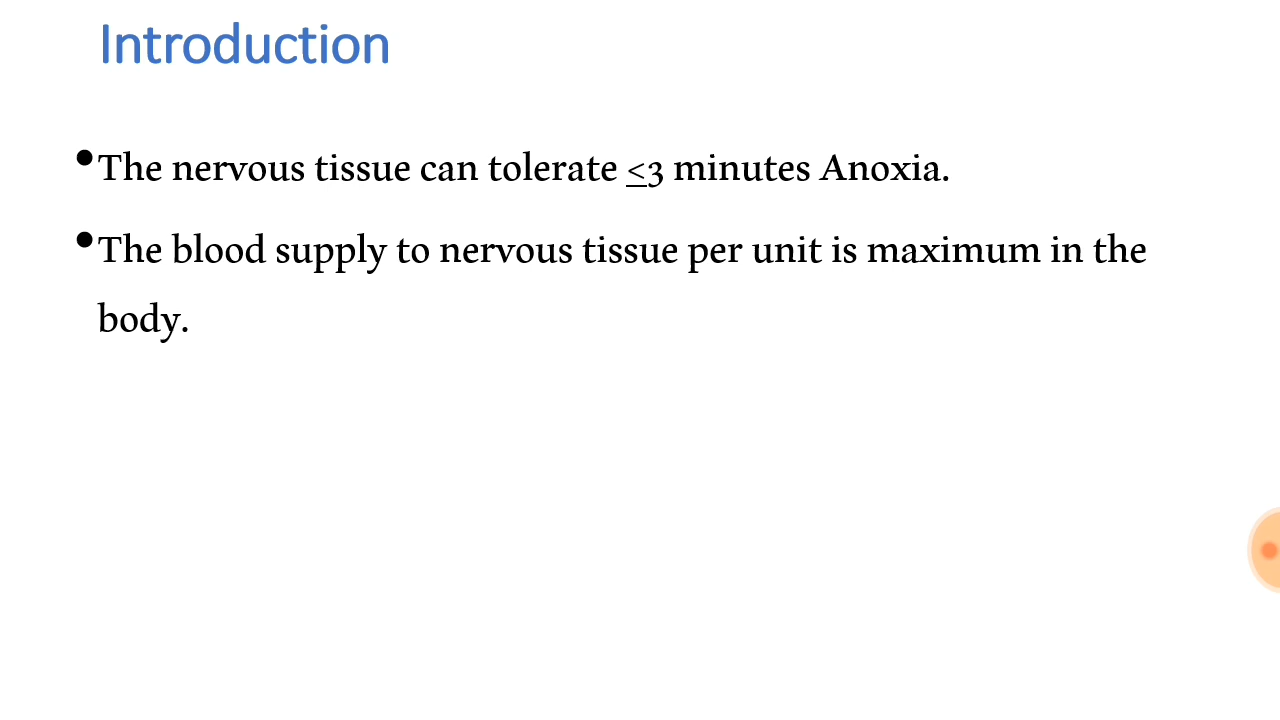 Introduction
•The nervous tissue can tolerate <3 minutes Anoxia.
•The blood supply to nervous tissue per unit is maximum in the
body.